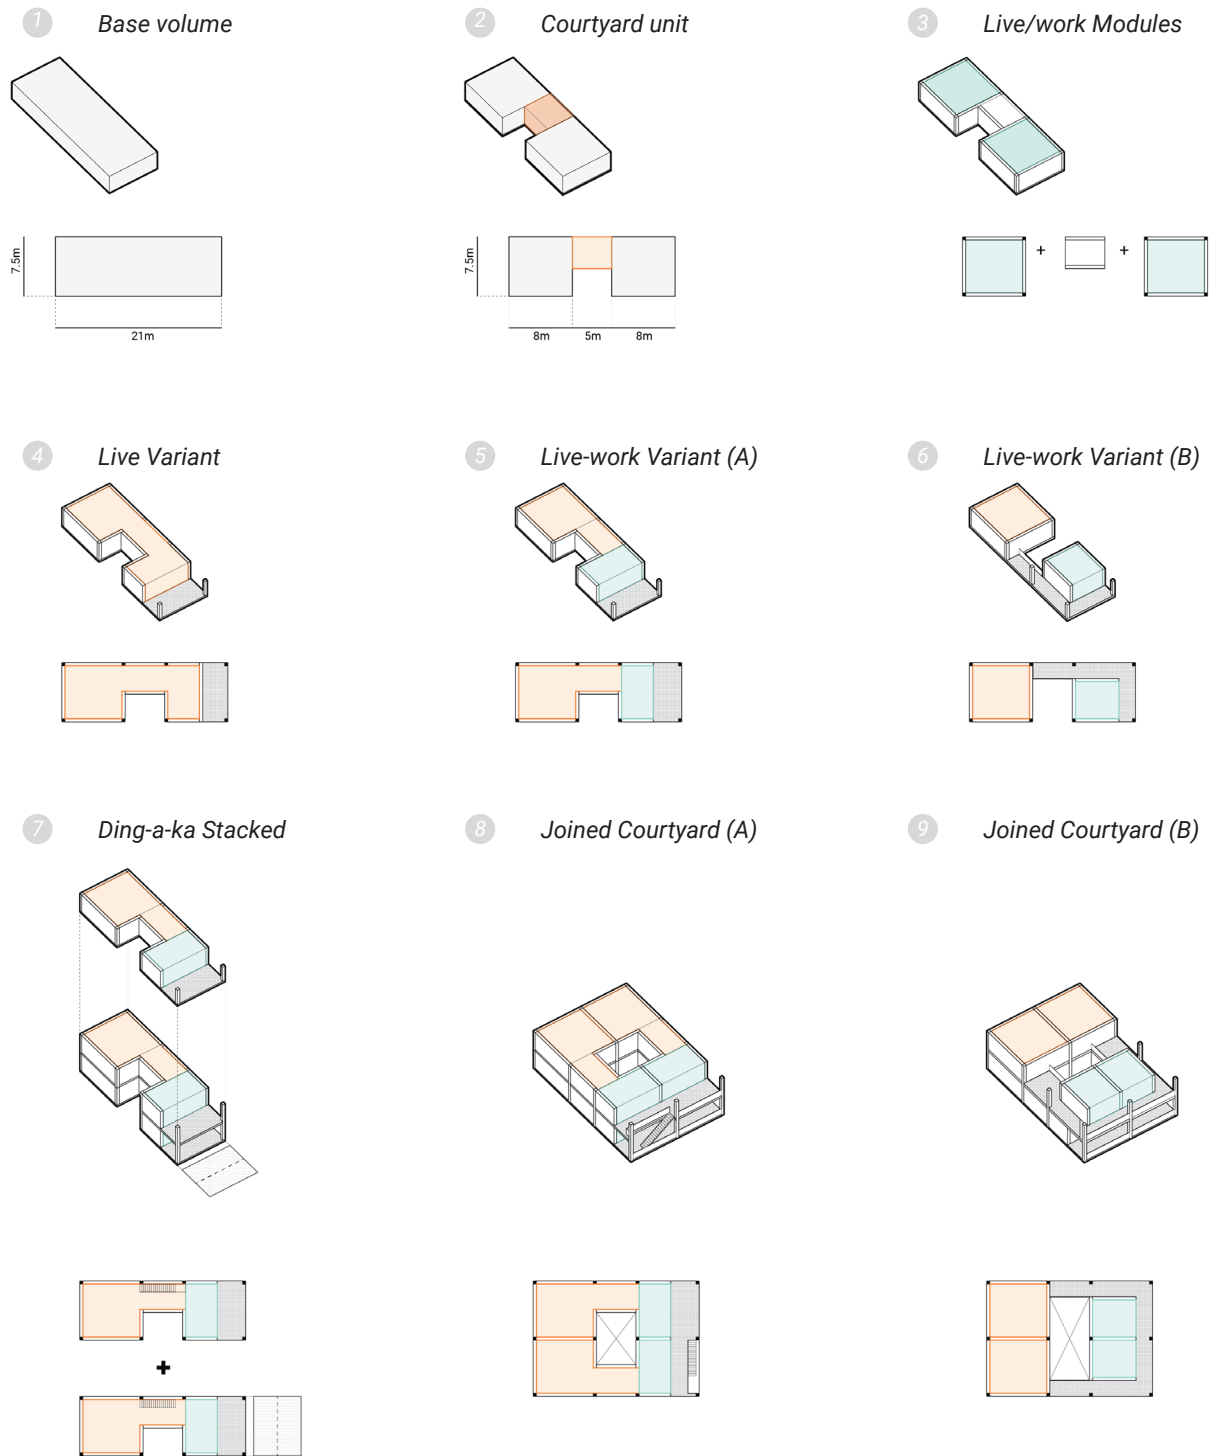 1 Base volume
2 Courtyard unit
3 Live/work Modules
7.5m
21m
7.5m
8m 5m 8m
+ +
4 Live Variant
5 Live-work Variant (A)
6 Live-work Variant (B)
7 Ding-a-ka Stacked
8 Joined Courtyard (A)
9 Joined Courtyard (B)
+